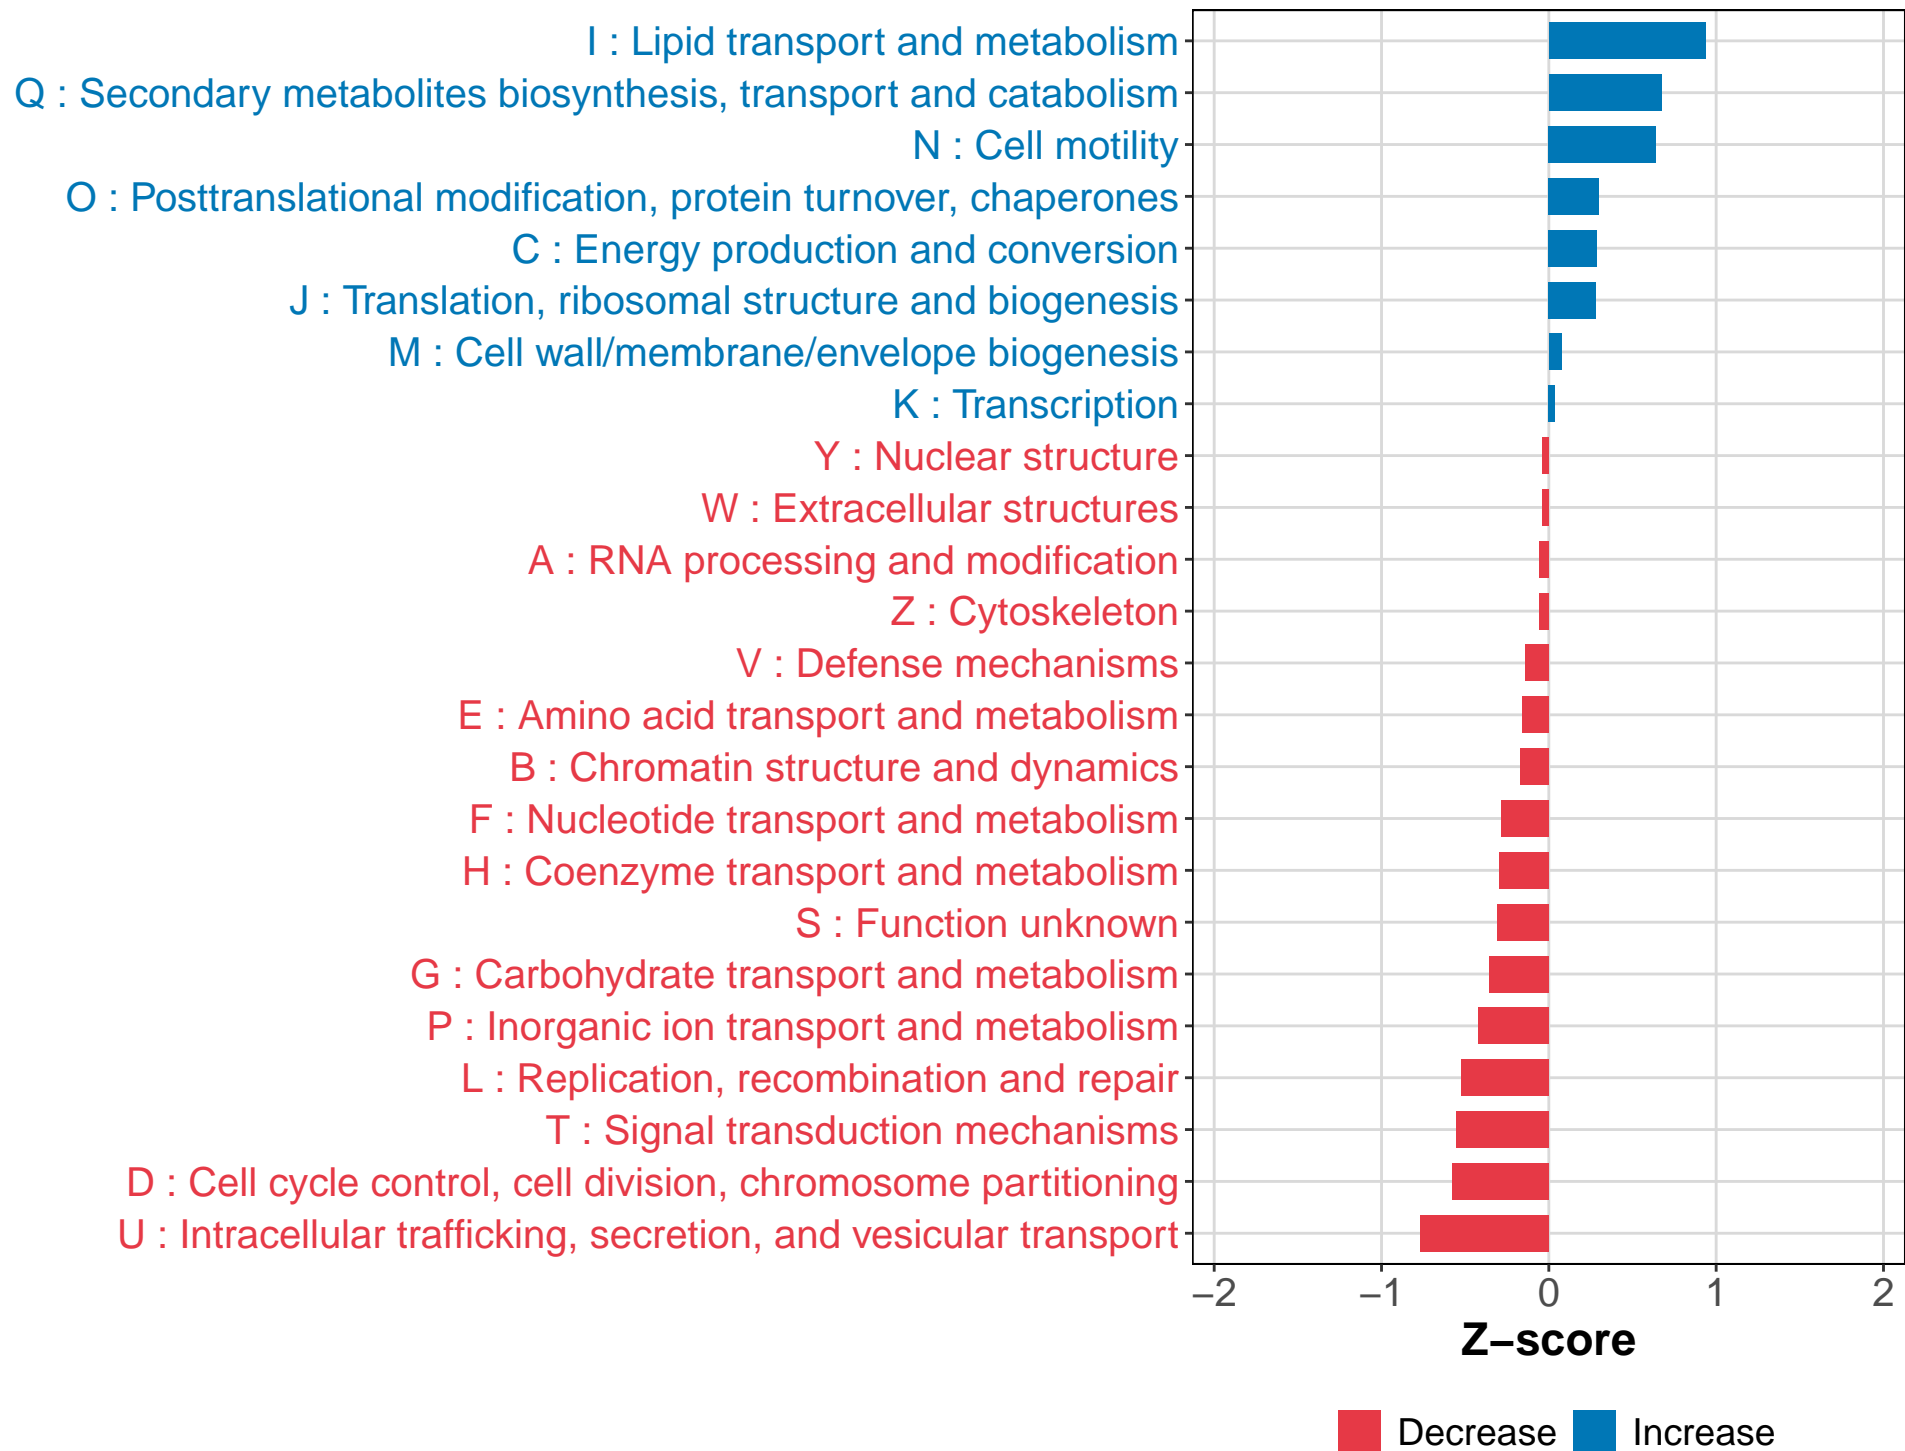 I : Lipid transport and metabolism
Q : Secondary metabolites biosynthesis, transport and catabolism
N : Cell motility
O : Posttranslational modification, protein turnover, chaperones
C : Energy production and conversion
J : Translation, ribosomal structure and biogenesis
M : Cell wall/membrane/envelope biogenesis
K : Transcription
Y : Nuclear structure
W : Extracellular structures
A : RNA processing and modification
Z : Cytoskeleton
V : Defense mechanisms
E : Amino acid transport and metabolism
B : Chromatin structure and dynamics
F : Nucleotide transport and metabolism
H : Coenzyme transport and metabolism
S : Function unknown
G : Carbohydrate transport and metabolism
P : Inorganic ion transport and metabolism
L : Replication, recombination and repair
T : Signal transduction mechanisms
D : Cell cycle control, cell division, chromosome partitioning
U : Intracellular trafficking, secretion, and vesicular transport
−2 −1 0 1 2
Z−score
Decrease Increase